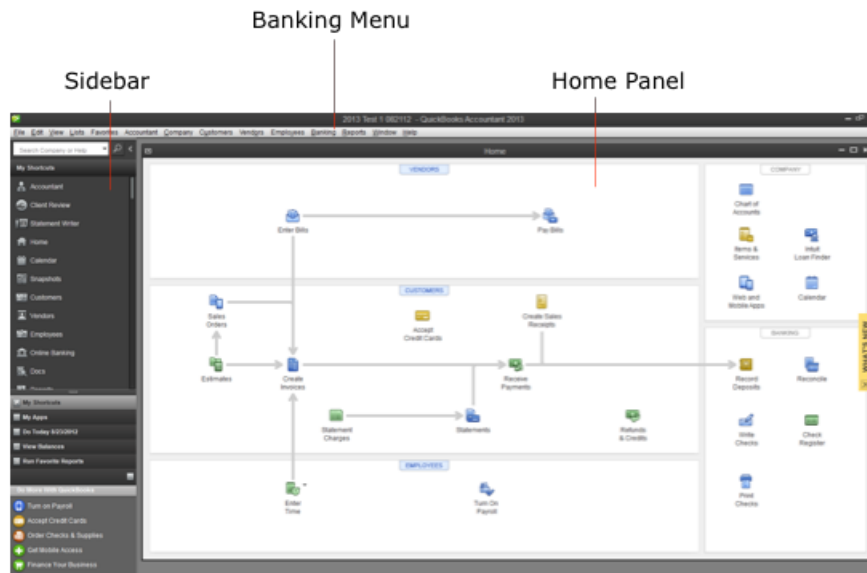 Banking Menu
Sidebar
Home Panel
2013 Test 1 082112 - QuickBooks Accountant 2013
File Edit View Lists Favorites Accountant Company Customers Vendors Employees Banking Reports Window Help
Search Company or Help
Home
My Shortcuts
Accountant
Client Review
Statement Writer
Home
Calendar
Snapshots
Customers
Vendors
Employees
Online Banking
Docs
My Shortcuts
My Apps
Do Today
View Balances
Run Favorite Reports
Do More With QuickBooks
Turn on Payroll
Accept Credit Cards
Order Checks & Supplies
Get Mobile Access
Finance Your Business
VENDORS
Enter Bills
Pay Bills
CUSTOMERS
Sales
Orders
Accept
Credit Cards
Create Sales
Receipts
Estimates
Create
Invoices
Receive
Payments
Statement
Charges
Statements
Refunds
& Credits
EMPLOYEES
Enter
Time
Turn On
Payroll
COMPANY
Chart of
Accounts
Items &
Services
Intuit
Loan Finder
Web and
Mobile Apps
Calendar
BANKING
Record
Deposits
Reconcile
Write
Checks
Check
Register
Print
Checks
WHAT'S NEW